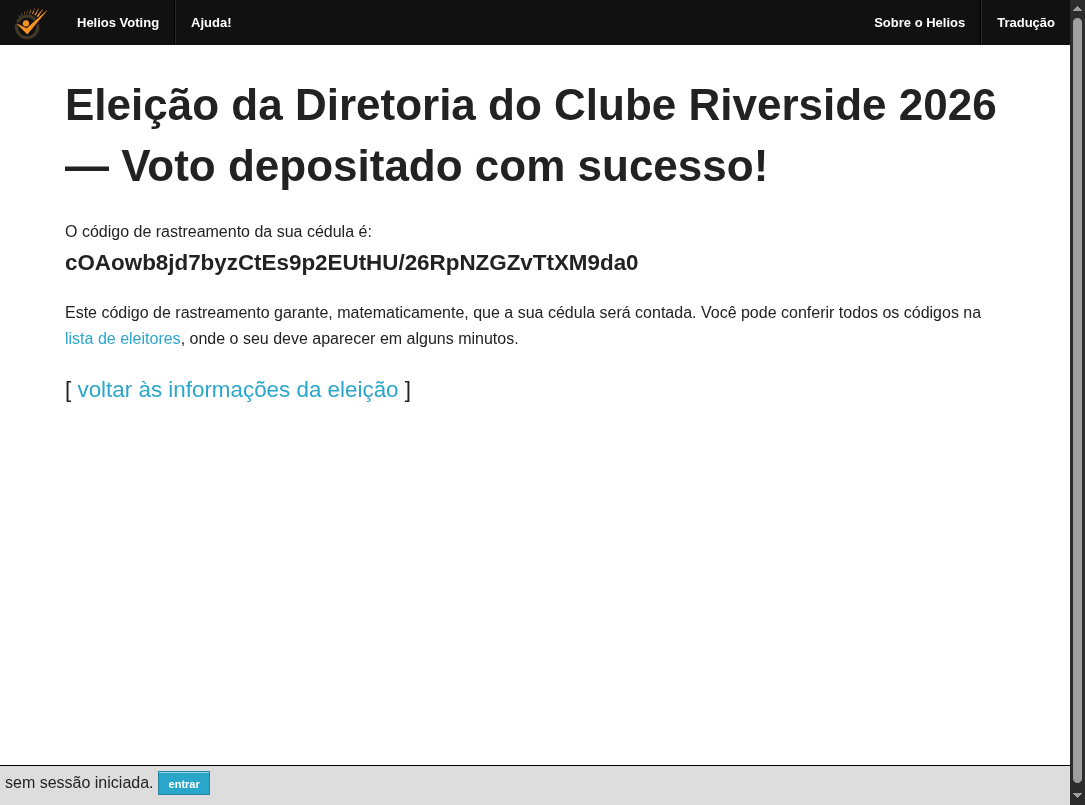 Helios Voting
Ajuda!
Sobre o Helios
Tradução
Eleição da Diretoria do Clube Riverside 2026
— Voto depositado com sucesso!
O código de rastreamento da sua cédula é:
cOAowb8jd7byzCtEs9p2EUtHU/26RpNZGZvTtXM9da0
Este código de rastreamento garante, matematicamente, que a sua cédula será contada. Você pode conferir todos os códigos na
lista de eleitores, onde o seu deve aparecer em alguns minutos.
[ voltar às informações da eleição ]
sem sessão iniciada. entrar